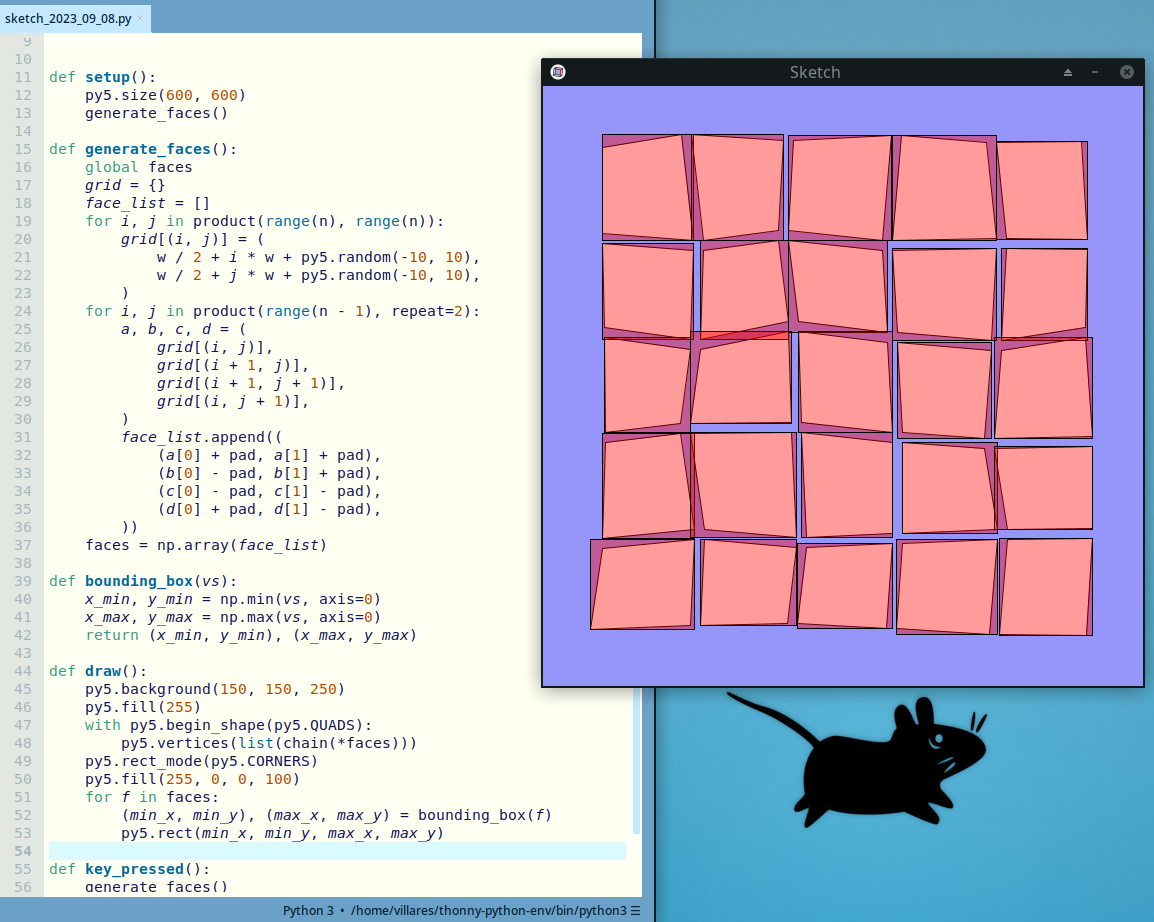 sketch_2023_09_08.py ×
9
10
11 def setup():
12     py5.size(600, 600)
13     generate_faces()
14
15 def generate_faces():
16     global faces
17     grid = {}
18     face_list = []
19     for i, j in product(range(n), range(n)):
20         grid[(i, j)] = (
21             w / 2 + i * w + py5.random(-10, 10),
22             w / 2 + j * w + py5.random(-10, 10),
23         )
24     for i, j in product(range(n - 1), repeat=2):
25         a, b, c, d = (
26             grid[(i, j)],
27             grid[(i + 1, j)],
28             grid[(i + 1, j + 1)],
29             grid[(i, j + 1)],
30         )
31         face_list.append((
32             (a[0] + pad, a[1] + pad),
33             (b[0] - pad, b[1] + pad),
34             (c[0] - pad, c[1] - pad),
35             (d[0] + pad, d[1] - pad),
36         ))
37     faces = np.array(face_list)
38
39 def bounding_box(vs):
40     x_min, y_min = np.min(vs, axis=0)
41     x_max, y_max = np.max(vs, axis=0)
42     return (x_min, y_min), (x_max, y_max)
43
44 def draw():
45     py5.background(150, 150, 250)
46     py5.fill(255)
47     with py5.begin_shape(py5.QUADS):
48         py5.vertices(list(chain(*faces)))
49     py5.rect_mode(py5.CORNERS)
50     py5.fill(255, 0, 0, 100)
51     for f in faces:
52         (min_x, min_y), (max_x, max_y) = bounding_box(f)
53         py5.rect(min_x, min_y, max_x, max_y)
54
55 def key_pressed():
56     generate_faces()
Python 3 • /home/villares/thonny-python-env/bin/python3 ☰
Sketch